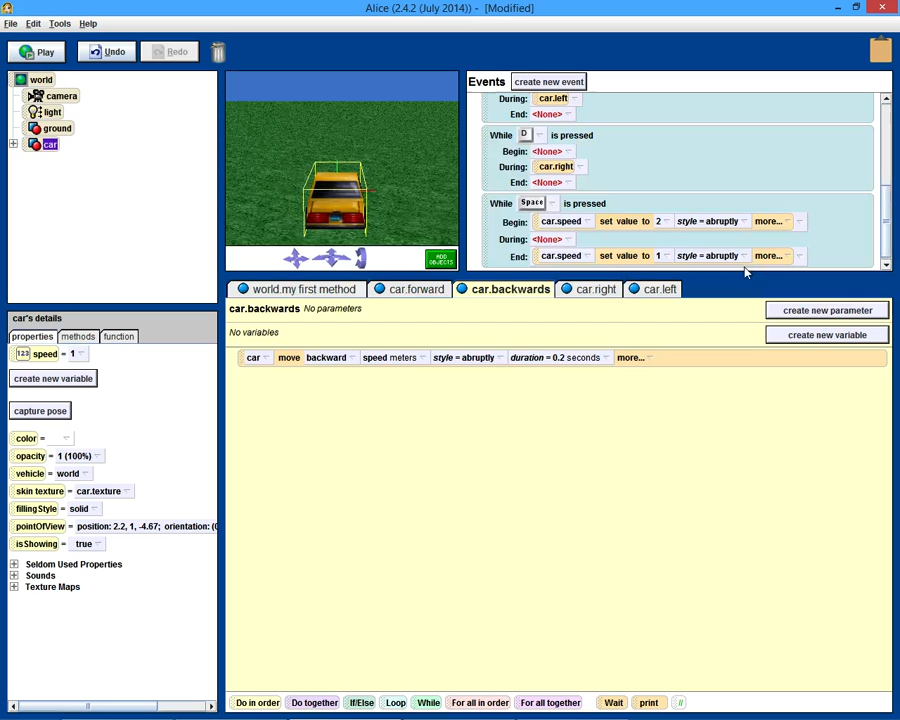 Alice (2.4.2 (July 2014)) - [Modified]
File Edit Tools Help
Play Undo Redo
world
camera
light
ground
car
ADD OBJECTS
Events create new event
During: car.left
End: <None>
While D is pressed
Begin: <None>
During: car.right
End: <None>
While Space is pressed
Begin: car.speed set value to 2 style = abruptly more...
During: <None>
End: car.speed set value to 1 style = abruptly more...
car's details
properties methods function
123 speed = 1
create new variable
capture pose
color =
opacity = 1 (100%)
vehicle = world
skin texture = car.texture
fillingStyle = solid
pointOfView = position: 2.2, 1, -4.67; orientation: (0
isShowing = true
Seldom Used Properties
Sounds
Texture Maps
world.my first method car.forward car.backwards car.right car.left
car.backwards No parameters create new parameter
No variables create new variable
car move backward speed meters style = abruptly duration = 0.2 seconds more...
Do in order Do together If/Else Loop While For all in order For all together Wait print //